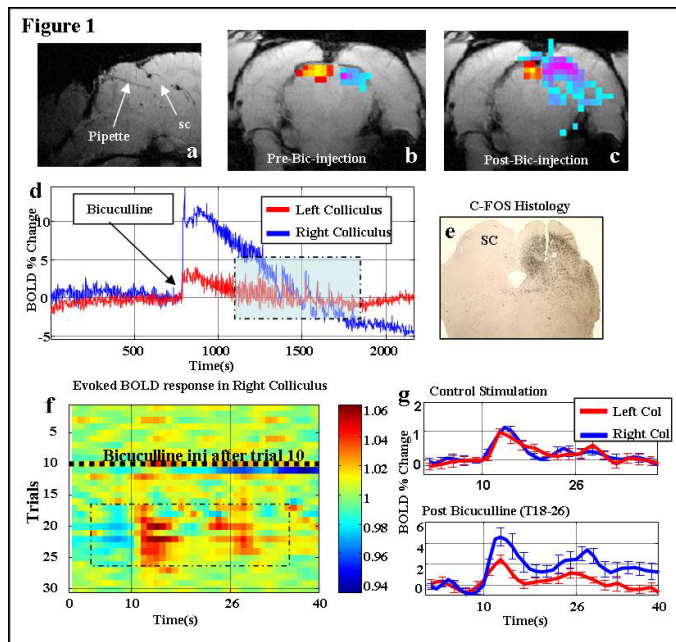 Figure 1
Pipette
sc
a
Pre-Bic-injection
b
Post-Bic-injection
c
d
Bicuculline
Left Colliculus
Right Colliculus
BOLD % Change
10
5
0
-5
500
1000
1500
2000
Time(s)
C-FOS Histology
e
SC
Evoked BOLD response in Right Colliculus
f
Bicuculline inj after trial 10
Trials
0
5
10
15
20
25
30
0
26
40
Time(s)
1.06
1.04
1.02
1
0.98
0.96
0.94
g
Control Stimulation
Left Col
Right Col
BOLD % Change
2
1
0
10
26
40
Post Bicuculline (T18-26)
6
4
2
0
10
26
40
Time(s)